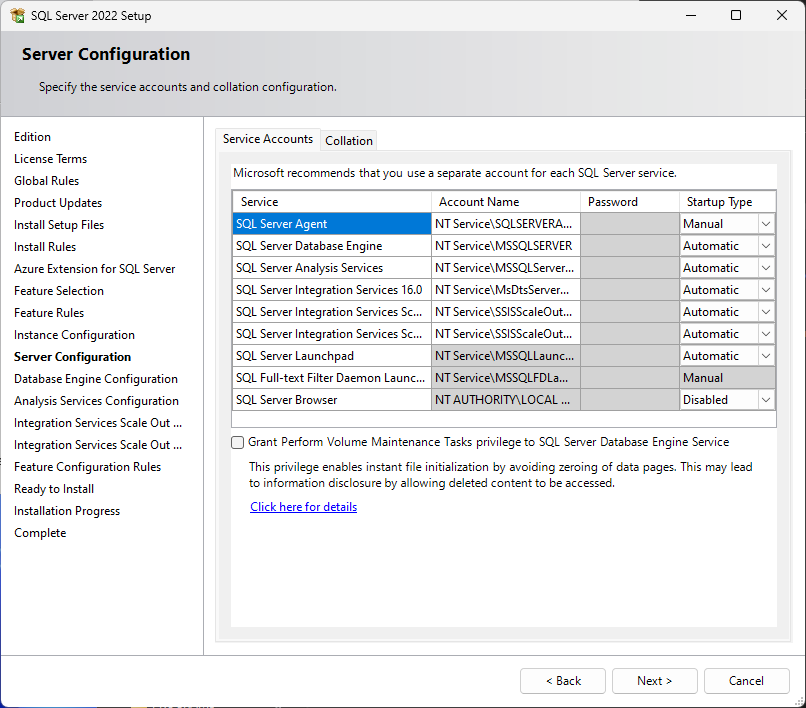 SQL Server 2022 Setup
Server Configuration
Specify the service accounts and collation configuration.
Edition
License Terms
Global Rules
Product Updates
Install Setup Files
Install Rules
Azure Extension for SQL Server
Feature Selection
Feature Rules
Instance Configuration
Server Configuration
Database Engine Configuration
Analysis Services Configuration
Integration Services Scale Out ...
Integration Services Scale Out ...
Feature Configuration Rules
Ready to Install
Installation Progress
Complete
Service Accounts Collation
Microsoft recommends that you use a separate account for each SQL Server service.
Service Account Name Password Startup Type
SQL Server Agent NT Service\SQLSERVERA... Manual
SQL Server Database Engine NT Service\MSSQLSERVER Automatic
SQL Server Analysis Services NT Service\MSSQLServer... Automatic
SQL Server Integration Services 16.0 NT Service\MsDtsServer... Automatic
SQL Server Integration Services Sc... NT Service\SSISScaleOut... Automatic
SQL Server Integration Services Sc... NT Service\SSISScaleOut... Automatic
SQL Server Launchpad NT Service\MSSQLLaunc... Automatic
SQL Full-text Filter Daemon Launc... NT Service\MSSQLFDLa... Manual
SQL Server Browser NT AUTHORITY\LOCAL ... Disabled
Grant Perform Volume Maintenance Tasks privilege to SQL Server Database Engine Service
This privilege enables instant file initialization by avoiding zeroing of data pages. This may lead
to information disclosure by allowing deleted content to be accessed.
Click here for details
< Back Next > Cancel